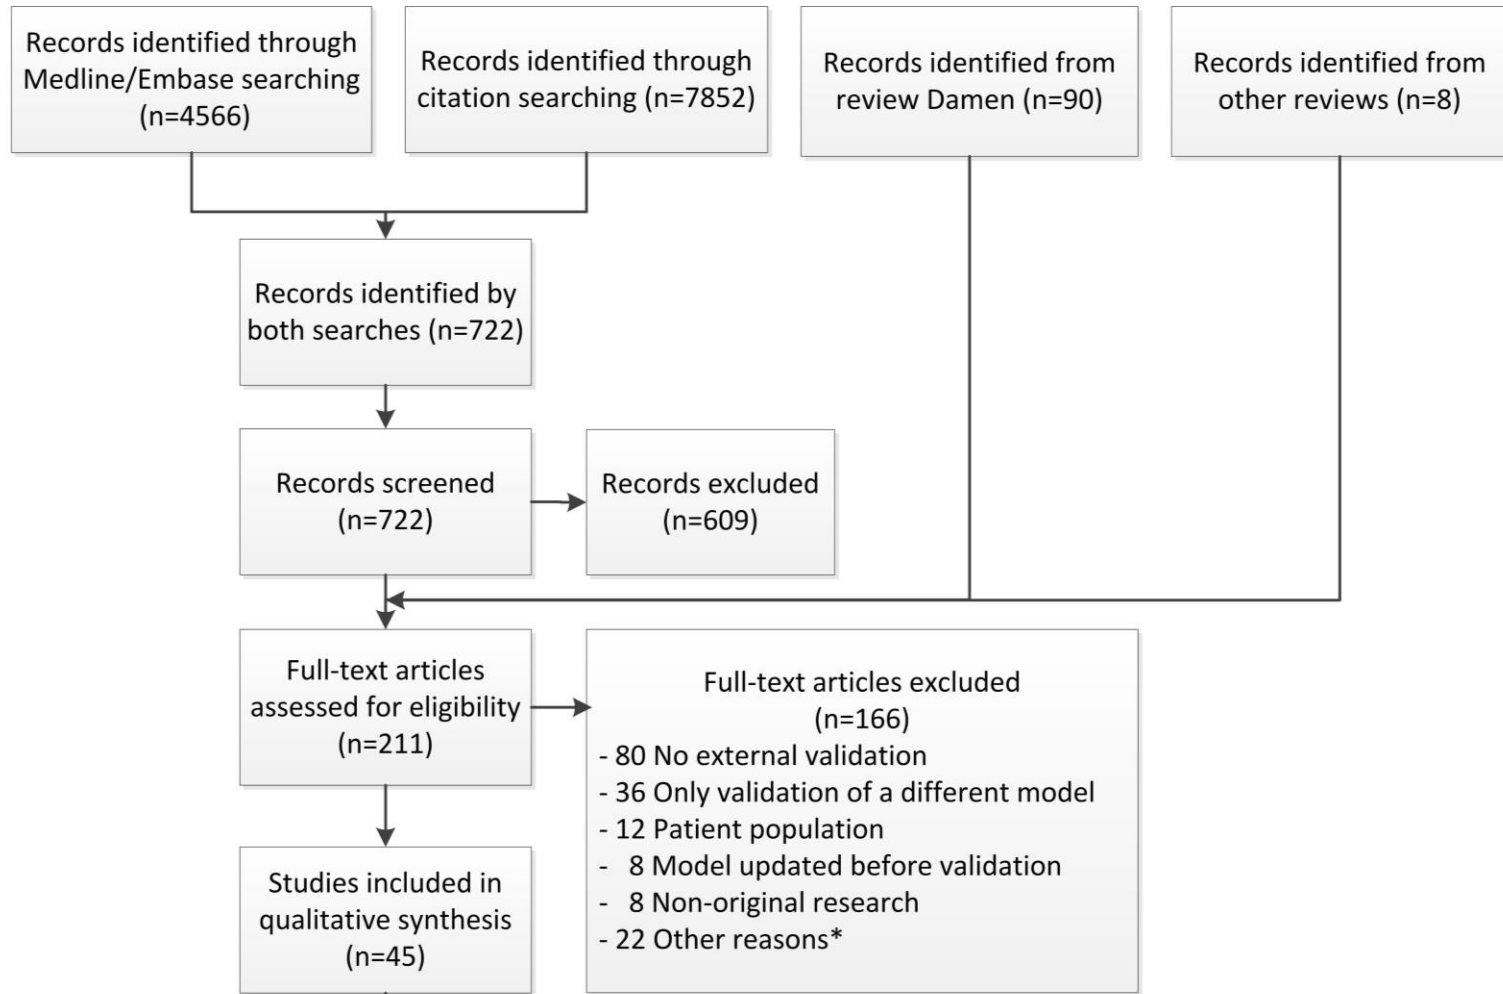 Records identified through
Medline/Embase searching
(n=4566)
Records identified through
citation searching (n=7852)
Records identified from
review Damen (n=90)
Records identified from
other reviews (n=8)
Records identified by
both searches (n=722)
Records screened
(n=722)
Records excluded
(n=609)
Full-text articles
assessed for eligibility
(n=211)
Full-text articles excluded
(n=166)
- 80 No external validation
- 36 Only validation of a different model
- 12 Patient population
- 8 Model updated before validation
- 8 Non-original research
- 22 Other reasons*
Studies included in
qualitative synthesis
(n=45)